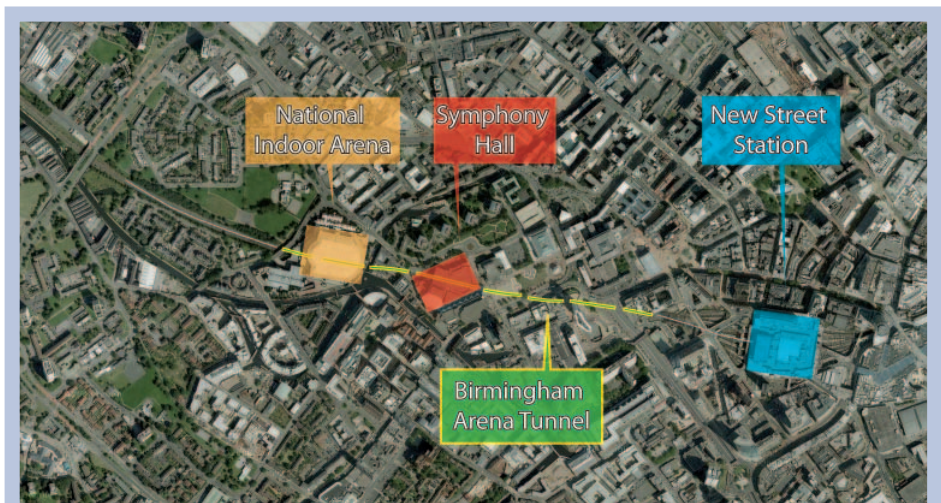 National
Indoor Arena
Symphony
Hall
New Street
Station
Birmingham
Arena Tunnel